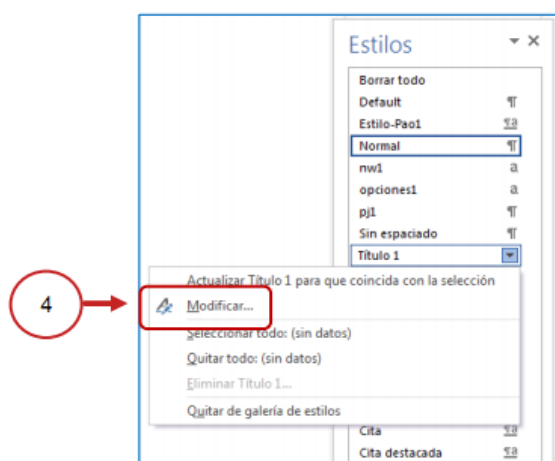 Estilos
Borrar todo
Default ¶
Estilo-Pao1 ¶a
Normal ¶
nw1 a
opciones1 a
pj1 ¶
Sin espaciado ¶
Título 1
Actualizar Título 1 para que coincida con la selección
4
Modificar...
Seleccionar todo: (sin datos)
Quitar todo: (sin datos)
Eliminar Título 1...
Quitar de galería de estilos
Cita ¶a
Cita destacada ¶a